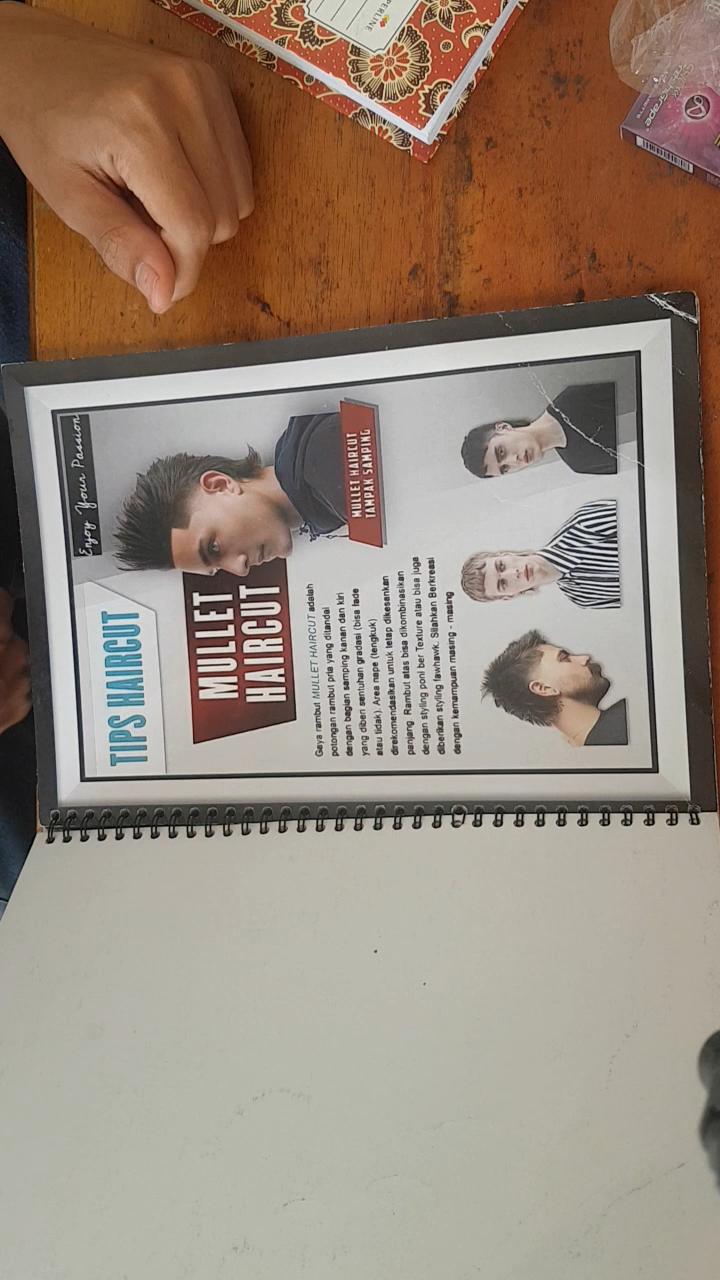 TIPS HAIRCUT
Enjoy Your Passion
MULLET
HAIRCUT
MULLET HAIRCUT
TAMPAK SAMPING
Gaya rambut MULLET HAIRCUT adalah
potongan rambut pria yang ditandai
dengan bagian samping kanan dan kiri
yang diberi sentuhan gradasi (bisa fade
atau tidak). Area nape (tengkuk)
direkomendasikan untuk tetap dikesankan
panjang. Rambut atas bisa dikombinasikan
dengan styling poni ber Texture atau bisa juga
diberikan styling fawhawk. Silahkan Berkreasi
dengan kemampuan masing - masing
PERLINE